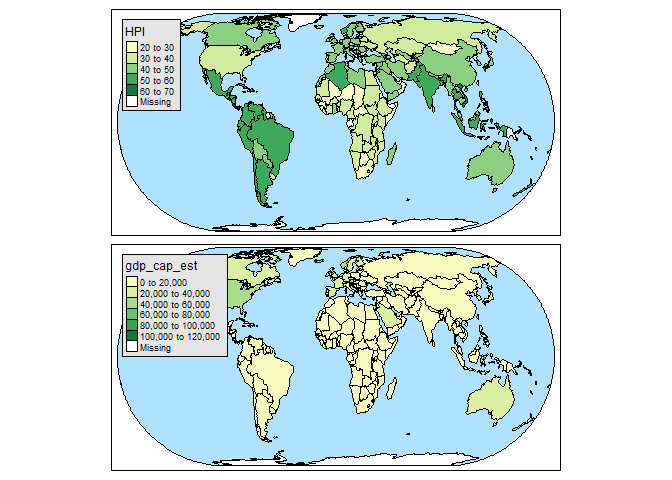 HPI
20 to 30
30 to 40
40 to 50
50 to 60
60 to 70
Missing
gdp_cap_est
0 to 20,000
20,000 to 40,000
40,000 to 60,000
60,000 to 80,000
80,000 to 100,000
100,000 to 120,000
Missing